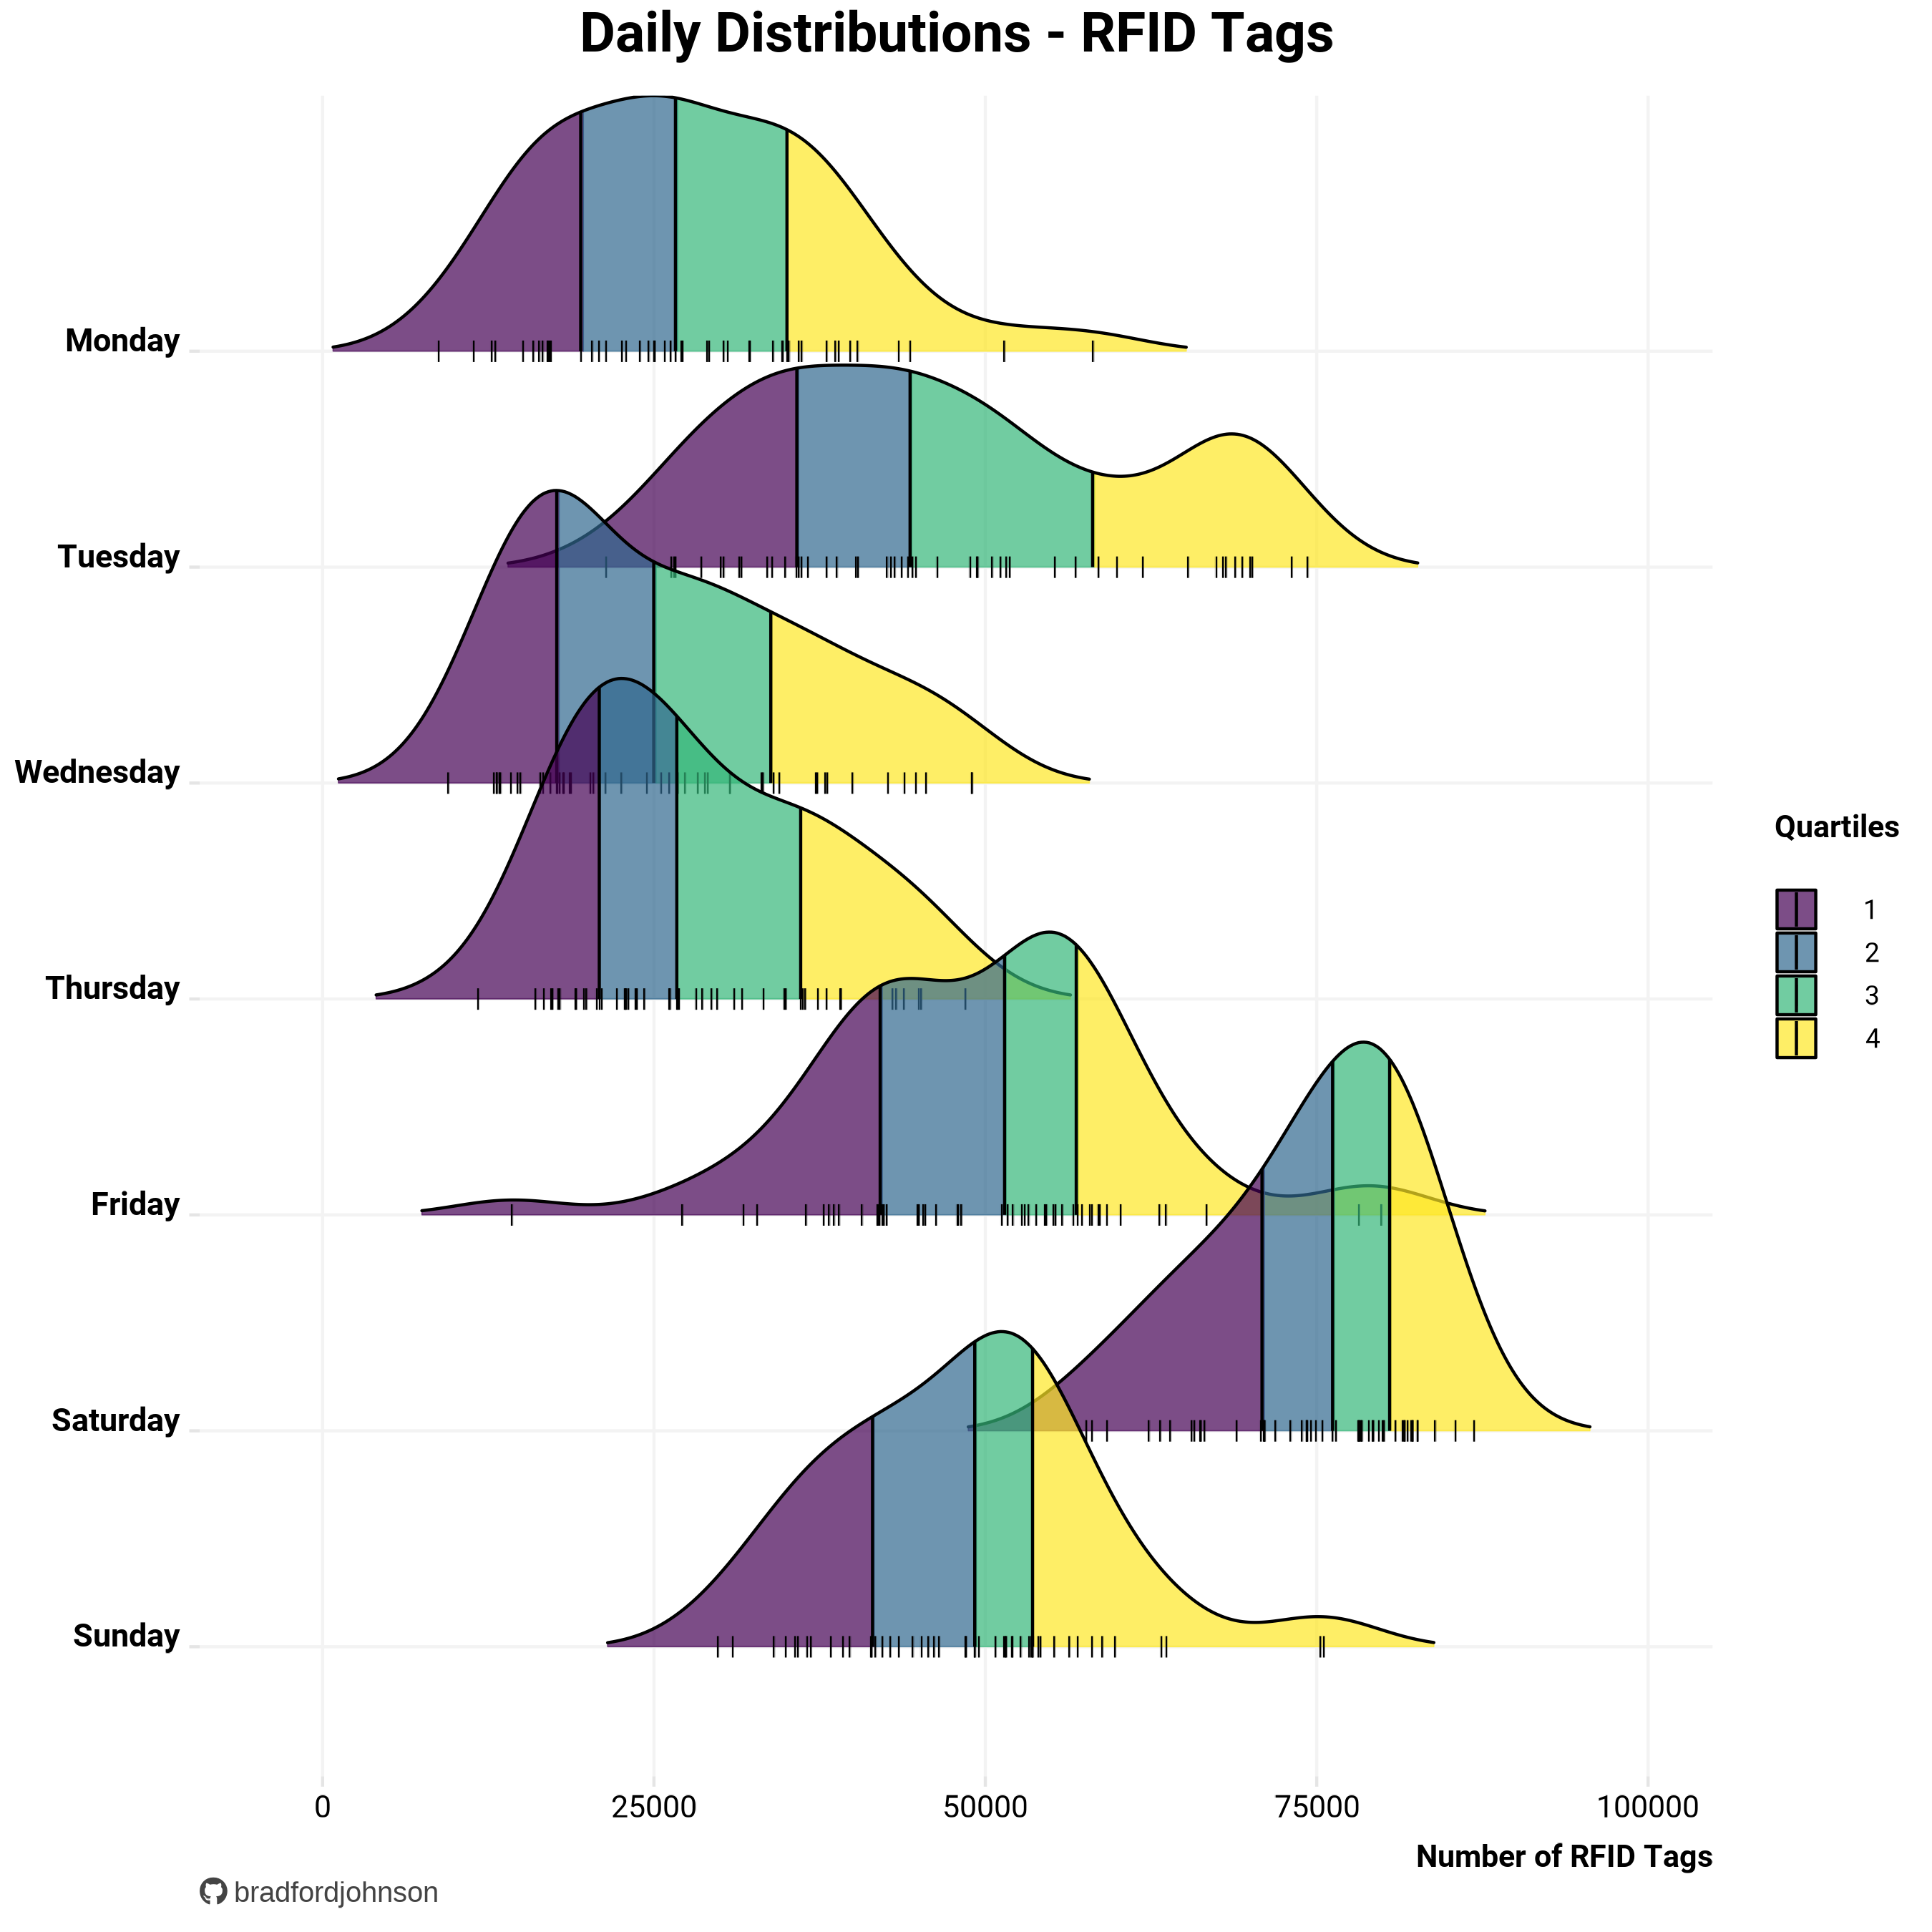 Daily Distributions - RFID Tags
Monday
Tuesday
Wednesday
Thursday
Friday
Saturday
Sunday
Quartiles
1
2
3
4
0 25000 50000 75000 100000
Number of RFID Tags
bradfordjohnson